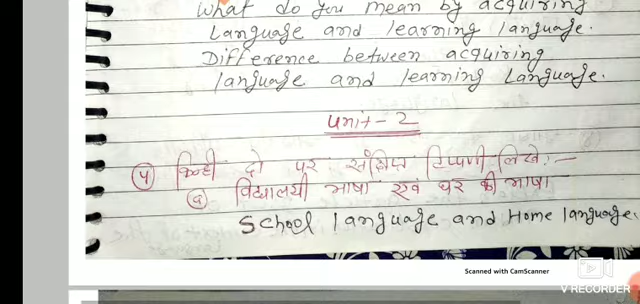 What do you mean by acquiring
Language and learning language.
Difference between acquiring
language and learning Language.
Unit-2
4 किन्ही दो पर संक्षिप्त टिप्पणी लिखें:-
a विद्यालयी भाषा एवं घर की भाषा
School language and Home language.
Scanned with CamScanner
V RECORDER